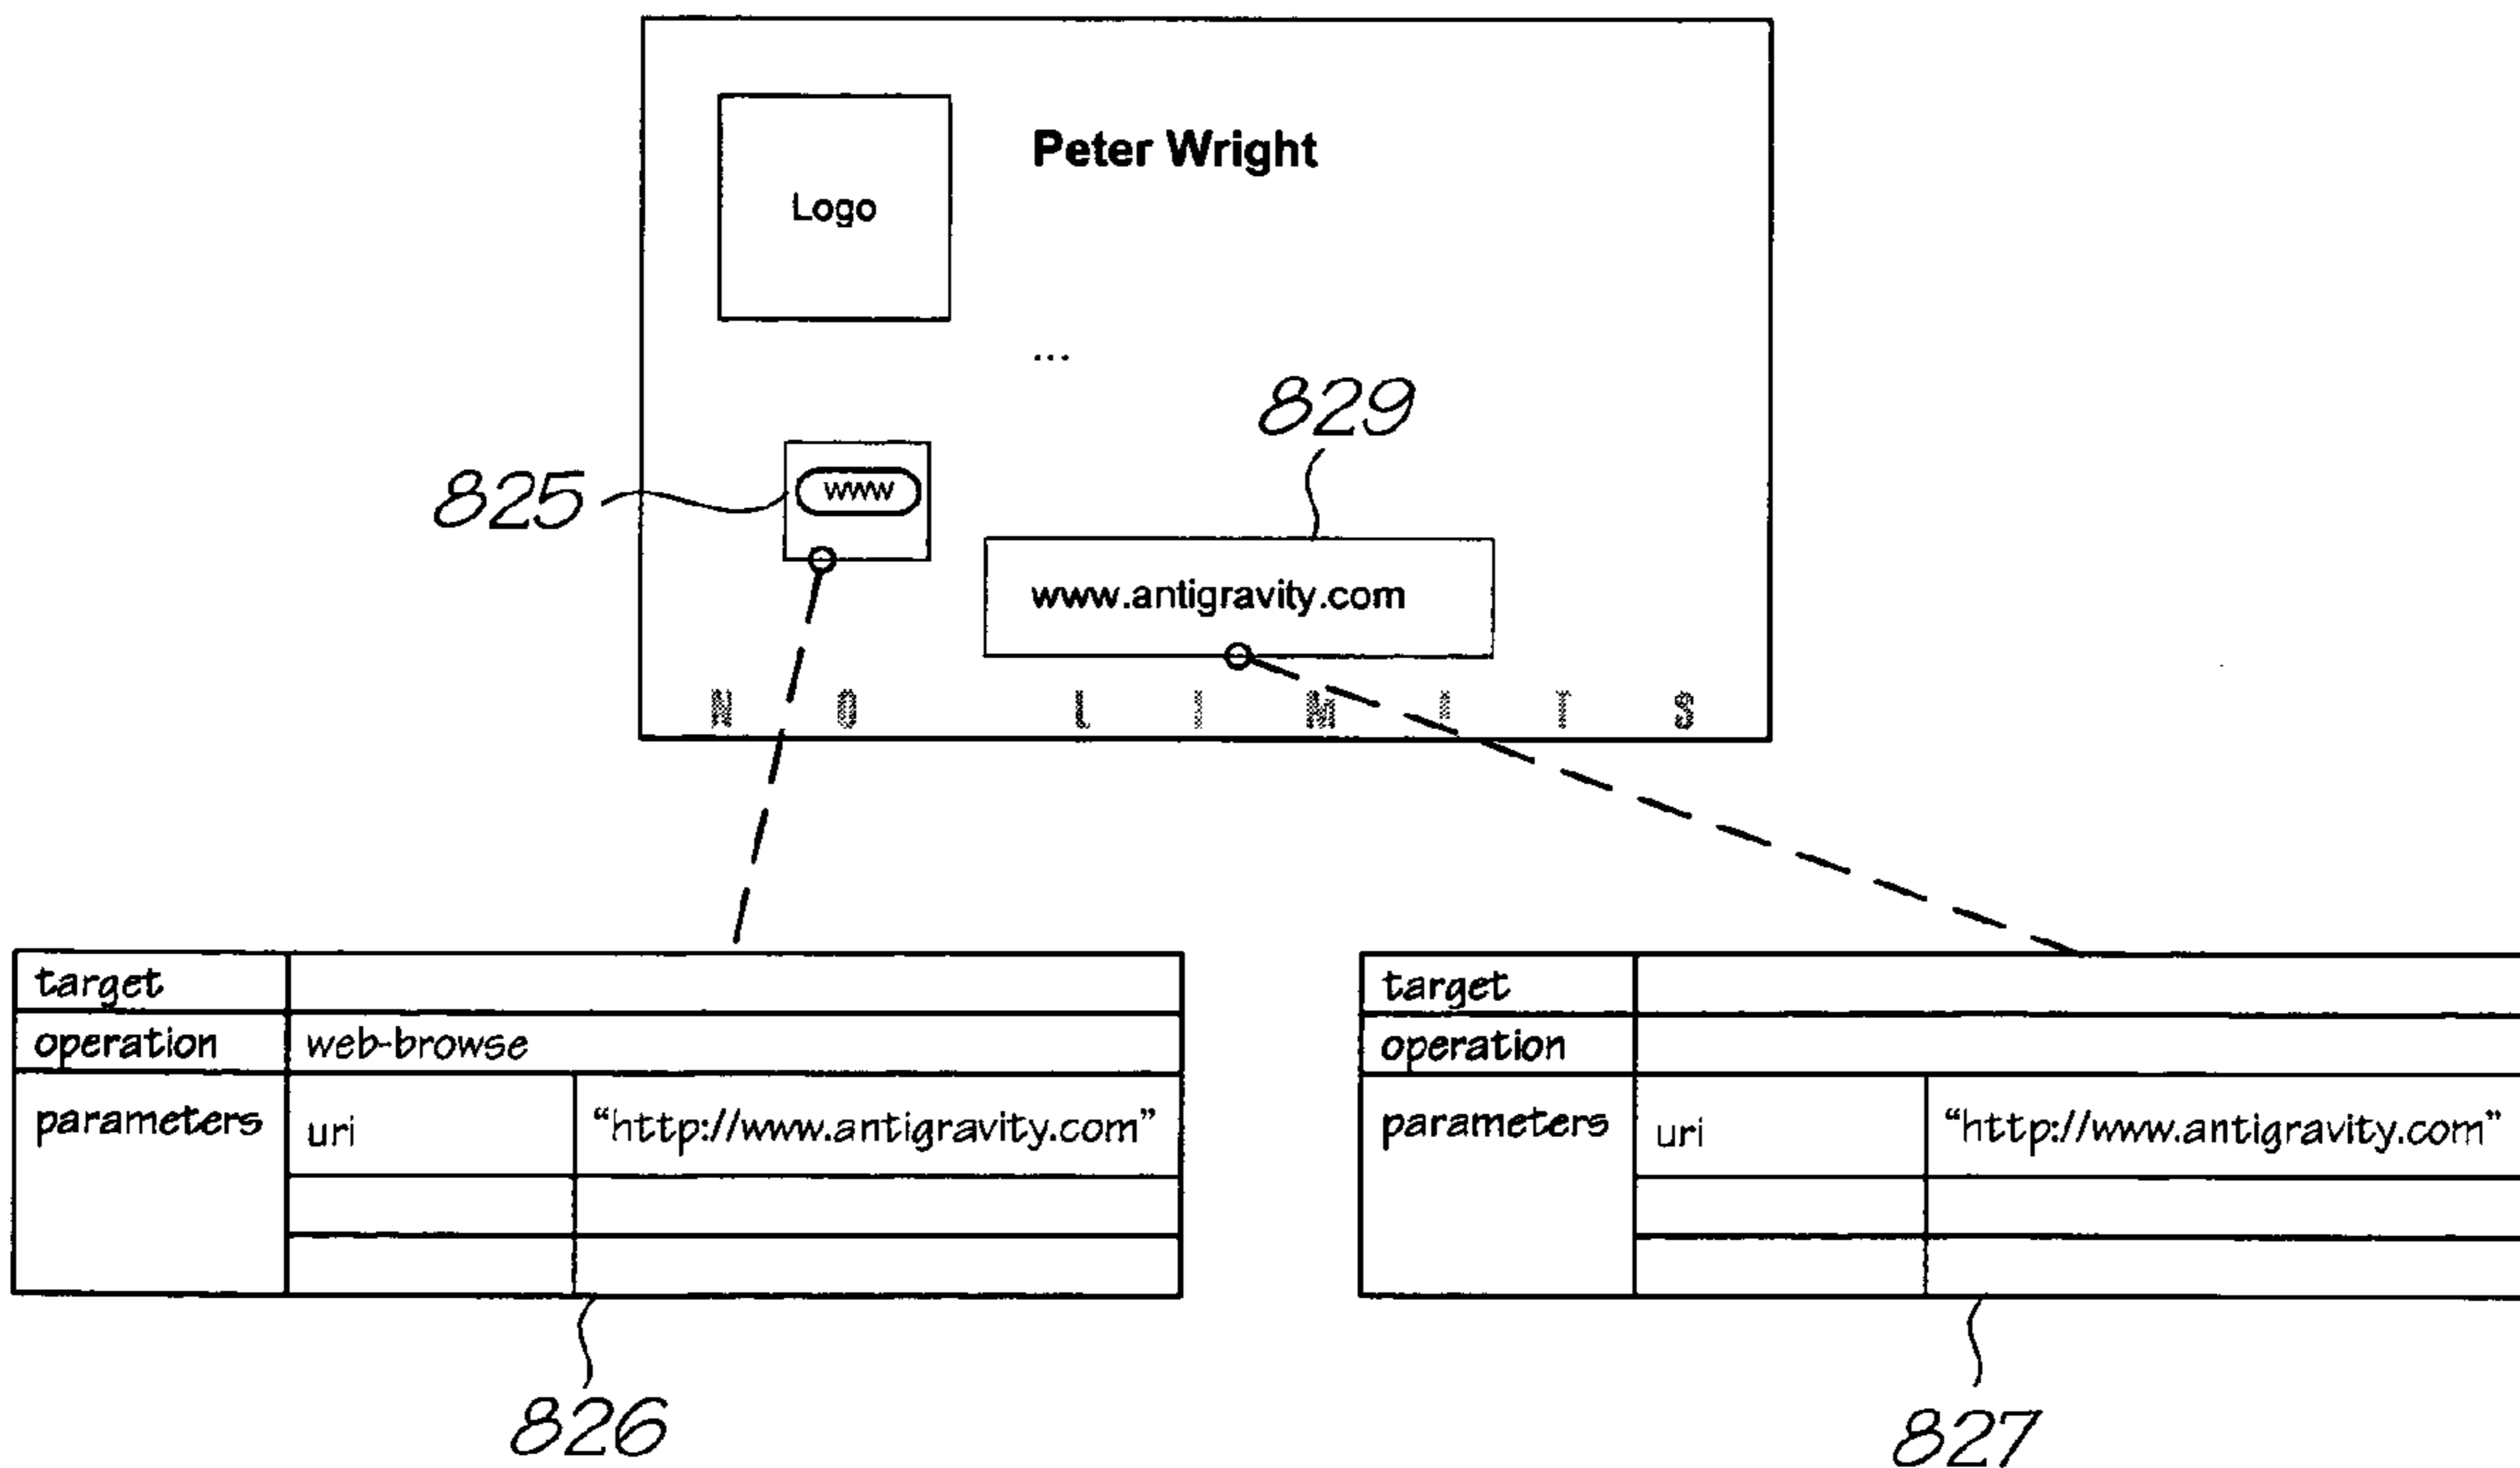 Peter Wright
Logo
...
829
825
www
www.antigravity.com
target
operation web-browse
parameters uri “http://www.antigravity.com”
826
target
operation
parameters uri “http://www.antigravity.com”
827